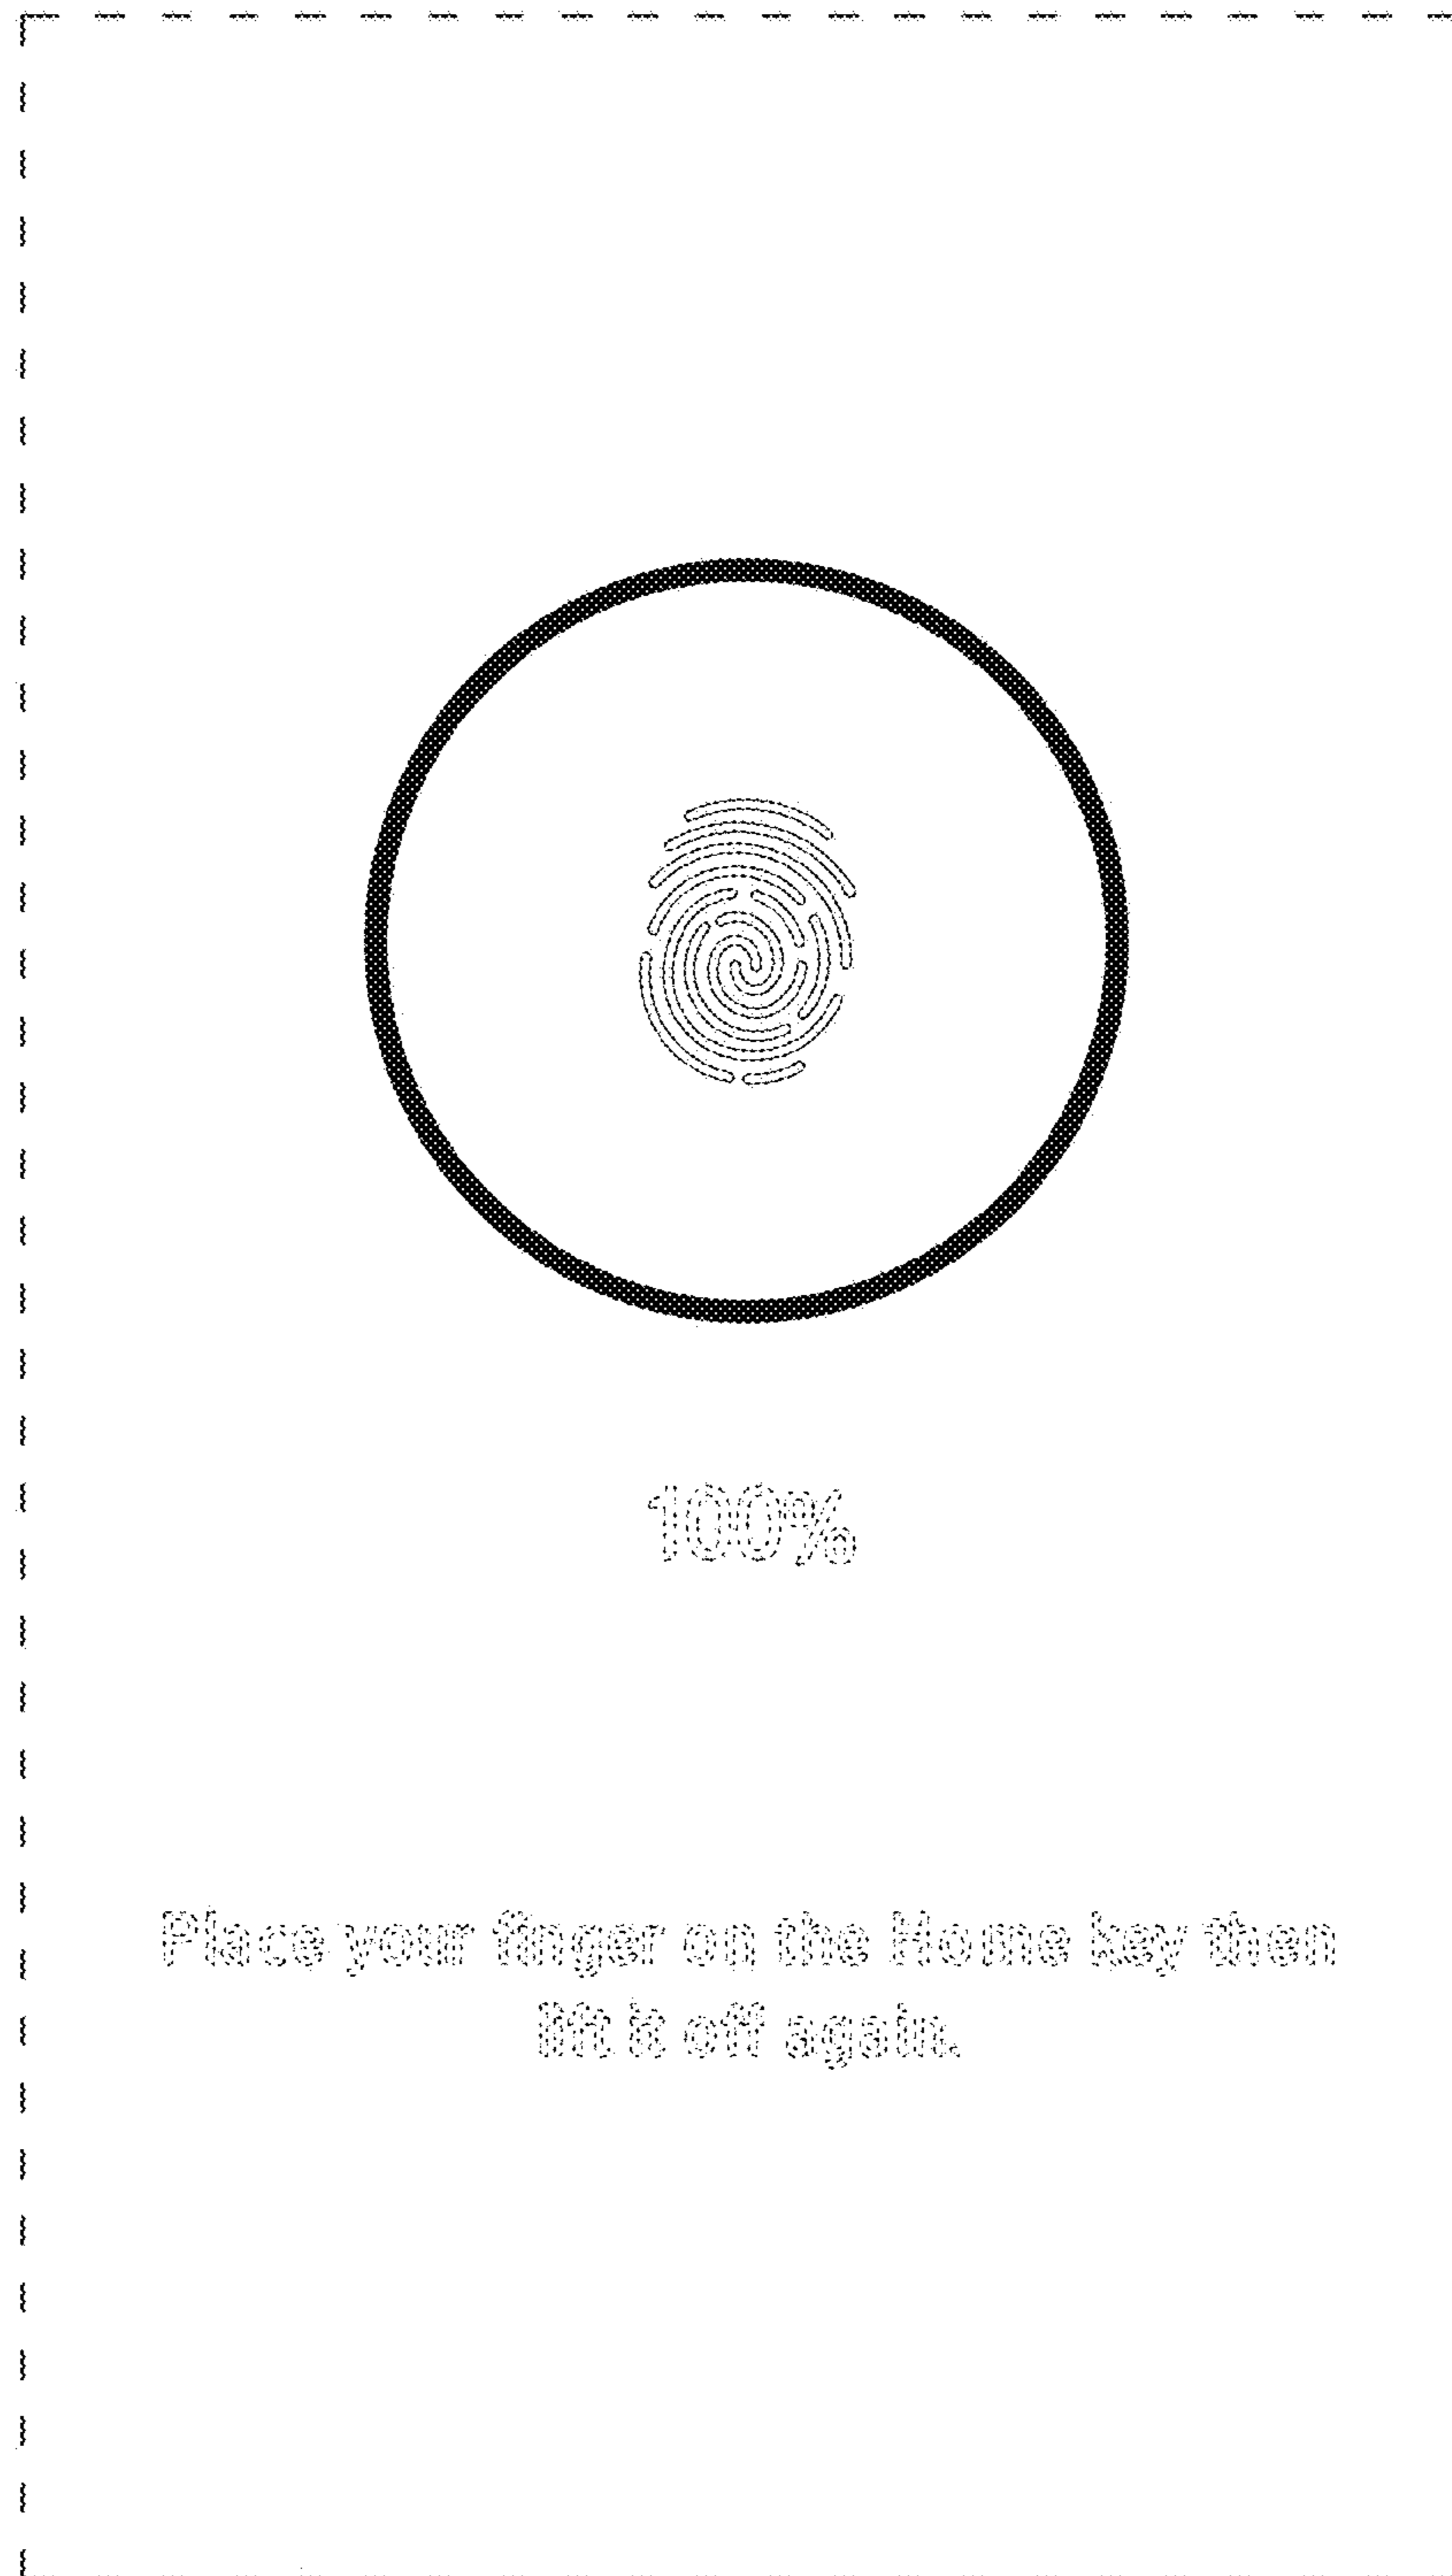 100%
Place your finger on the Home key then
lift it off again.